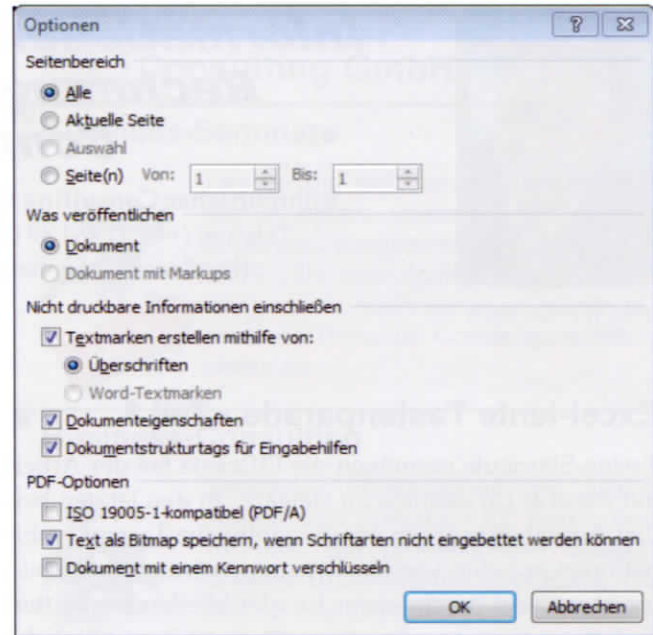 Optionen
Seitenbereich
Alle
Aktuelle Seite
Auswahl
Seite(n) Von: 1 Bis: 1
Was veröffentlichen
Dokument
Dokument mit Markups
Nicht druckbare Informationen einschließen
Textmarken erstellen mithilfe von:
Überschriften
Word-Textmarken
Dokumenteigenschaften
Dokumentstrukturtags für Eingabehilfen
PDF-Optionen
ISO 19005-1-kompatibel (PDF/A)
Text als Bitmap speichern, wenn Schriftarten nicht eingebettet werden können
Dokument mit einem Kennwort verschlüsseln
OK Abbrechen